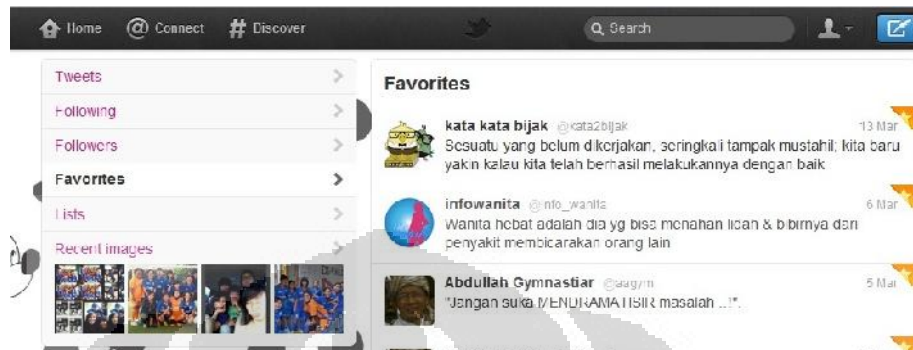 Home @ Connect # Discover Search
Tweets
Following
Followers
Favorites
Lists
Recent images
Favorites
kata kata bijak @kata2bijak 13 Mar
Sesuatu yang belum dikerjakan, seringkali tampak mustahil; kita baru
yakin kalau kita telah berhasil melakukannya dengan baik
infowanita @info_wanita 6 Mar
Wanita hebat adalah dia yg bisa menahan lidah & bibirnya dari
penyakit membicarakan orang lain
Abdullah Gymnastiar @aagym 5 Mar
"Jangan suka MENDRAMATISIR masalah ...!".